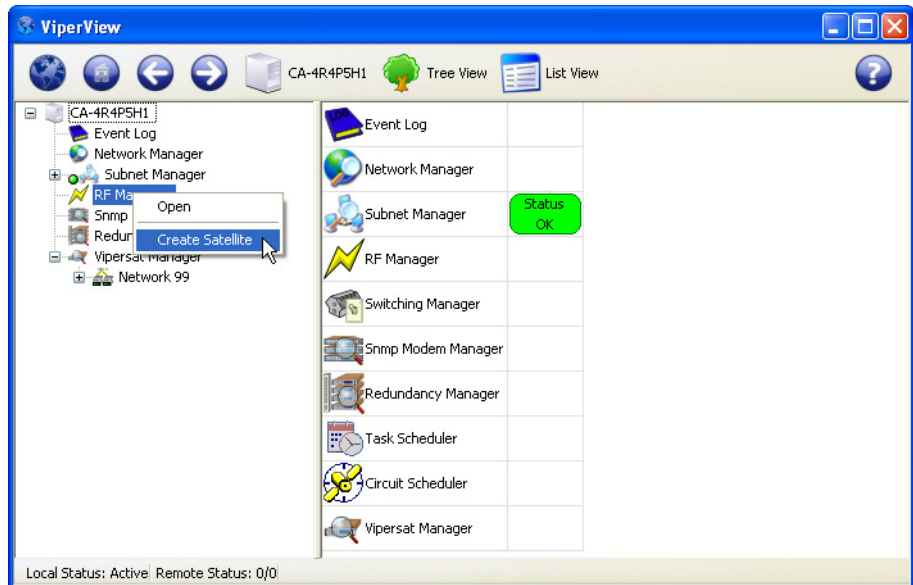 ViperView
CA-4R4P5H1 Tree View List View
CA-4R4P5H1
Event Log
Network Manager
Subnet Manager
RF Ma
Snmp
Redun
Vipersat Manager
Network 99
Open
Create Satellite
Event Log
Network Manager
Subnet Manager Status OK
RF Manager
Switching Manager
Snmp Modem Manager
Redundancy Manager
Task Scheduler
Circuit Scheduler
Vipersat Manager
Local Status: Active Remote Status: 0/0